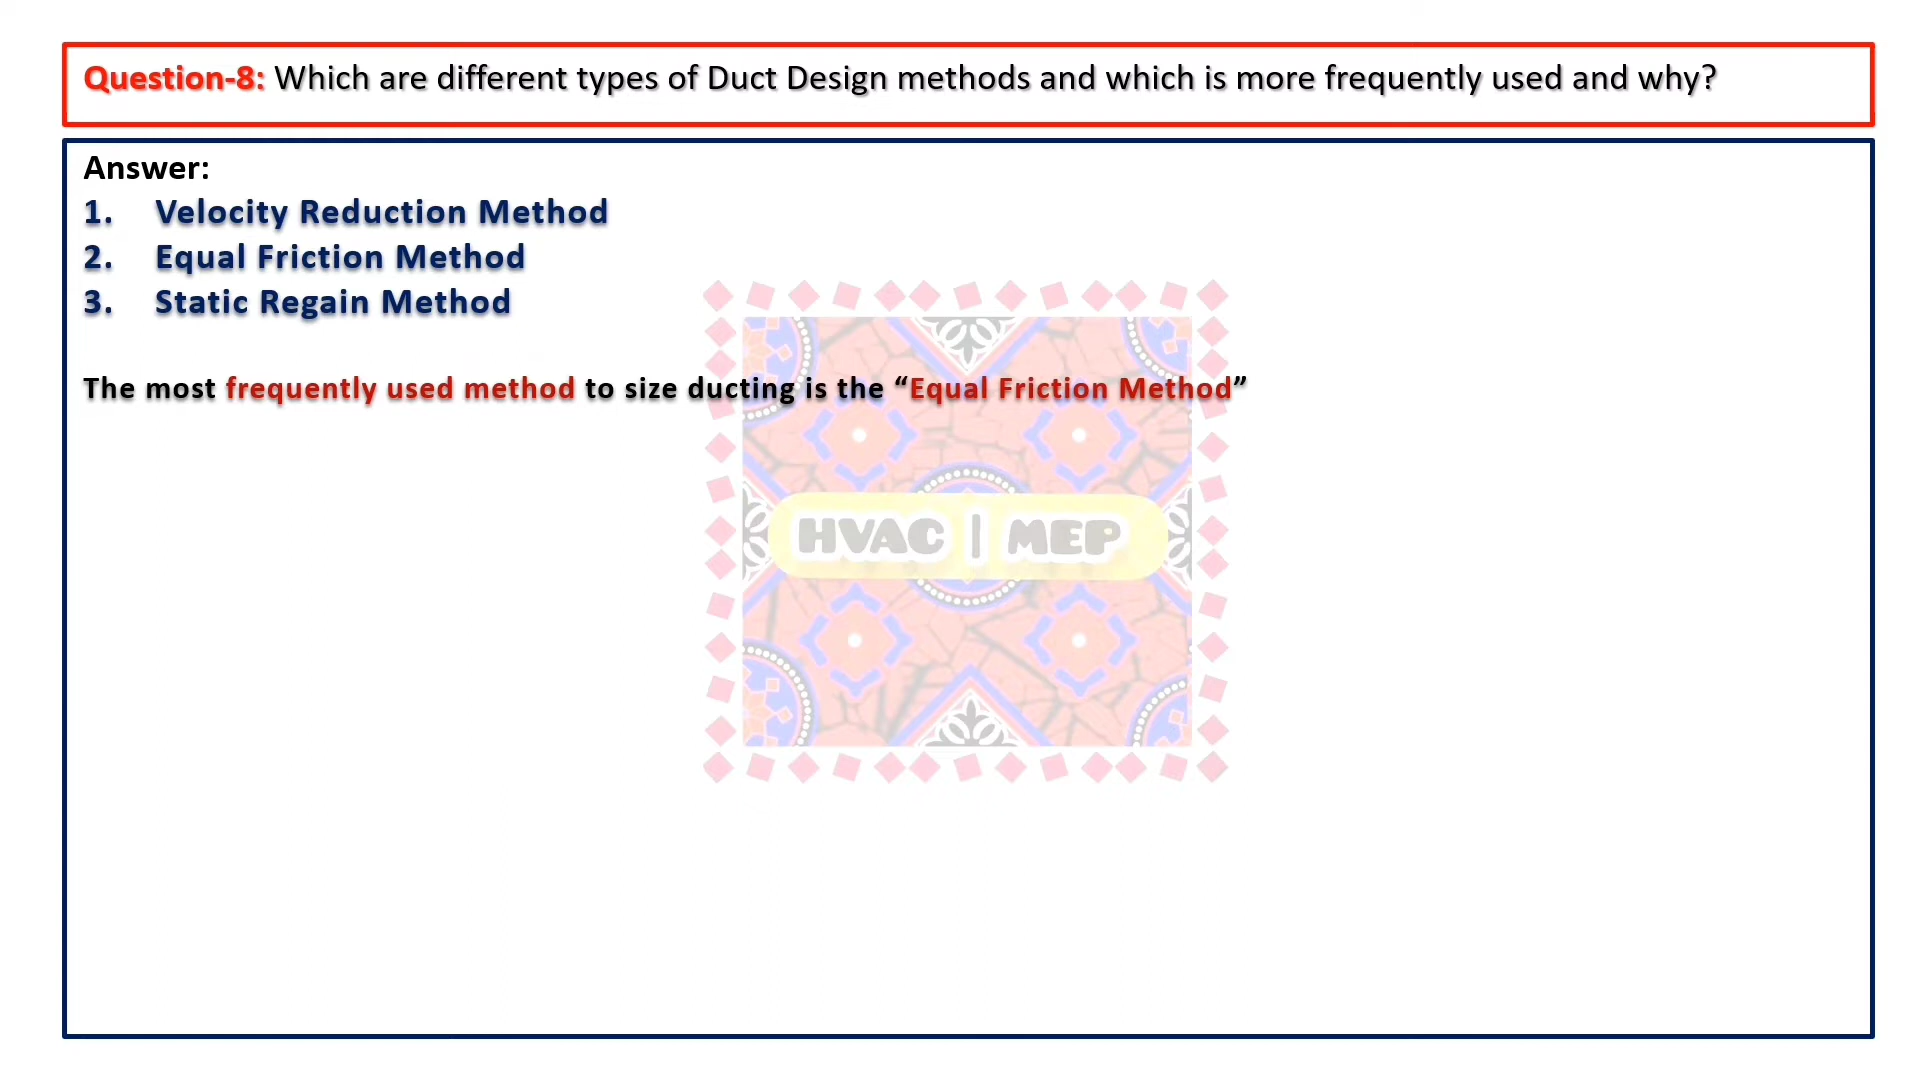 Question-8: Which are different types of Duct Design methods and which is more frequently used and why?
Answer:
1. Velocity Reduction Method
2. Equal Friction Method
3. Static Regain Method
The most frequently used method to size ducting is the “Equal Friction Method”
HVAC | MEP